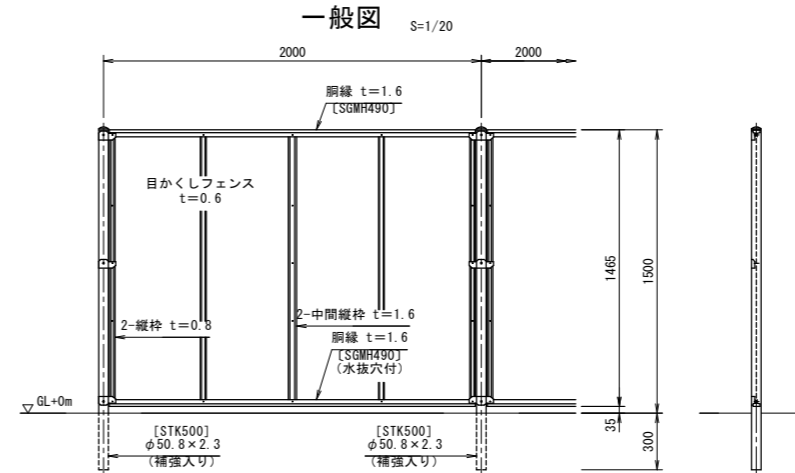 一般図 S=1/20
2000
2000
胴縁 t=1.6
[SGMH490]
目かくしフェンス
t=0.6
1465
1500
2-縦枠 t=0.8
2-中間縦枠 t=1.6
胴縁 t=1.6
[SGMH490]
(水抜穴付)
GL+0m
35
300
[STK500]
φ50.8×2.3
(補強入り)
[STK500]
φ50.8×2.3
(補強入り)